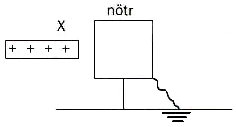 nötr
X
+ + + +